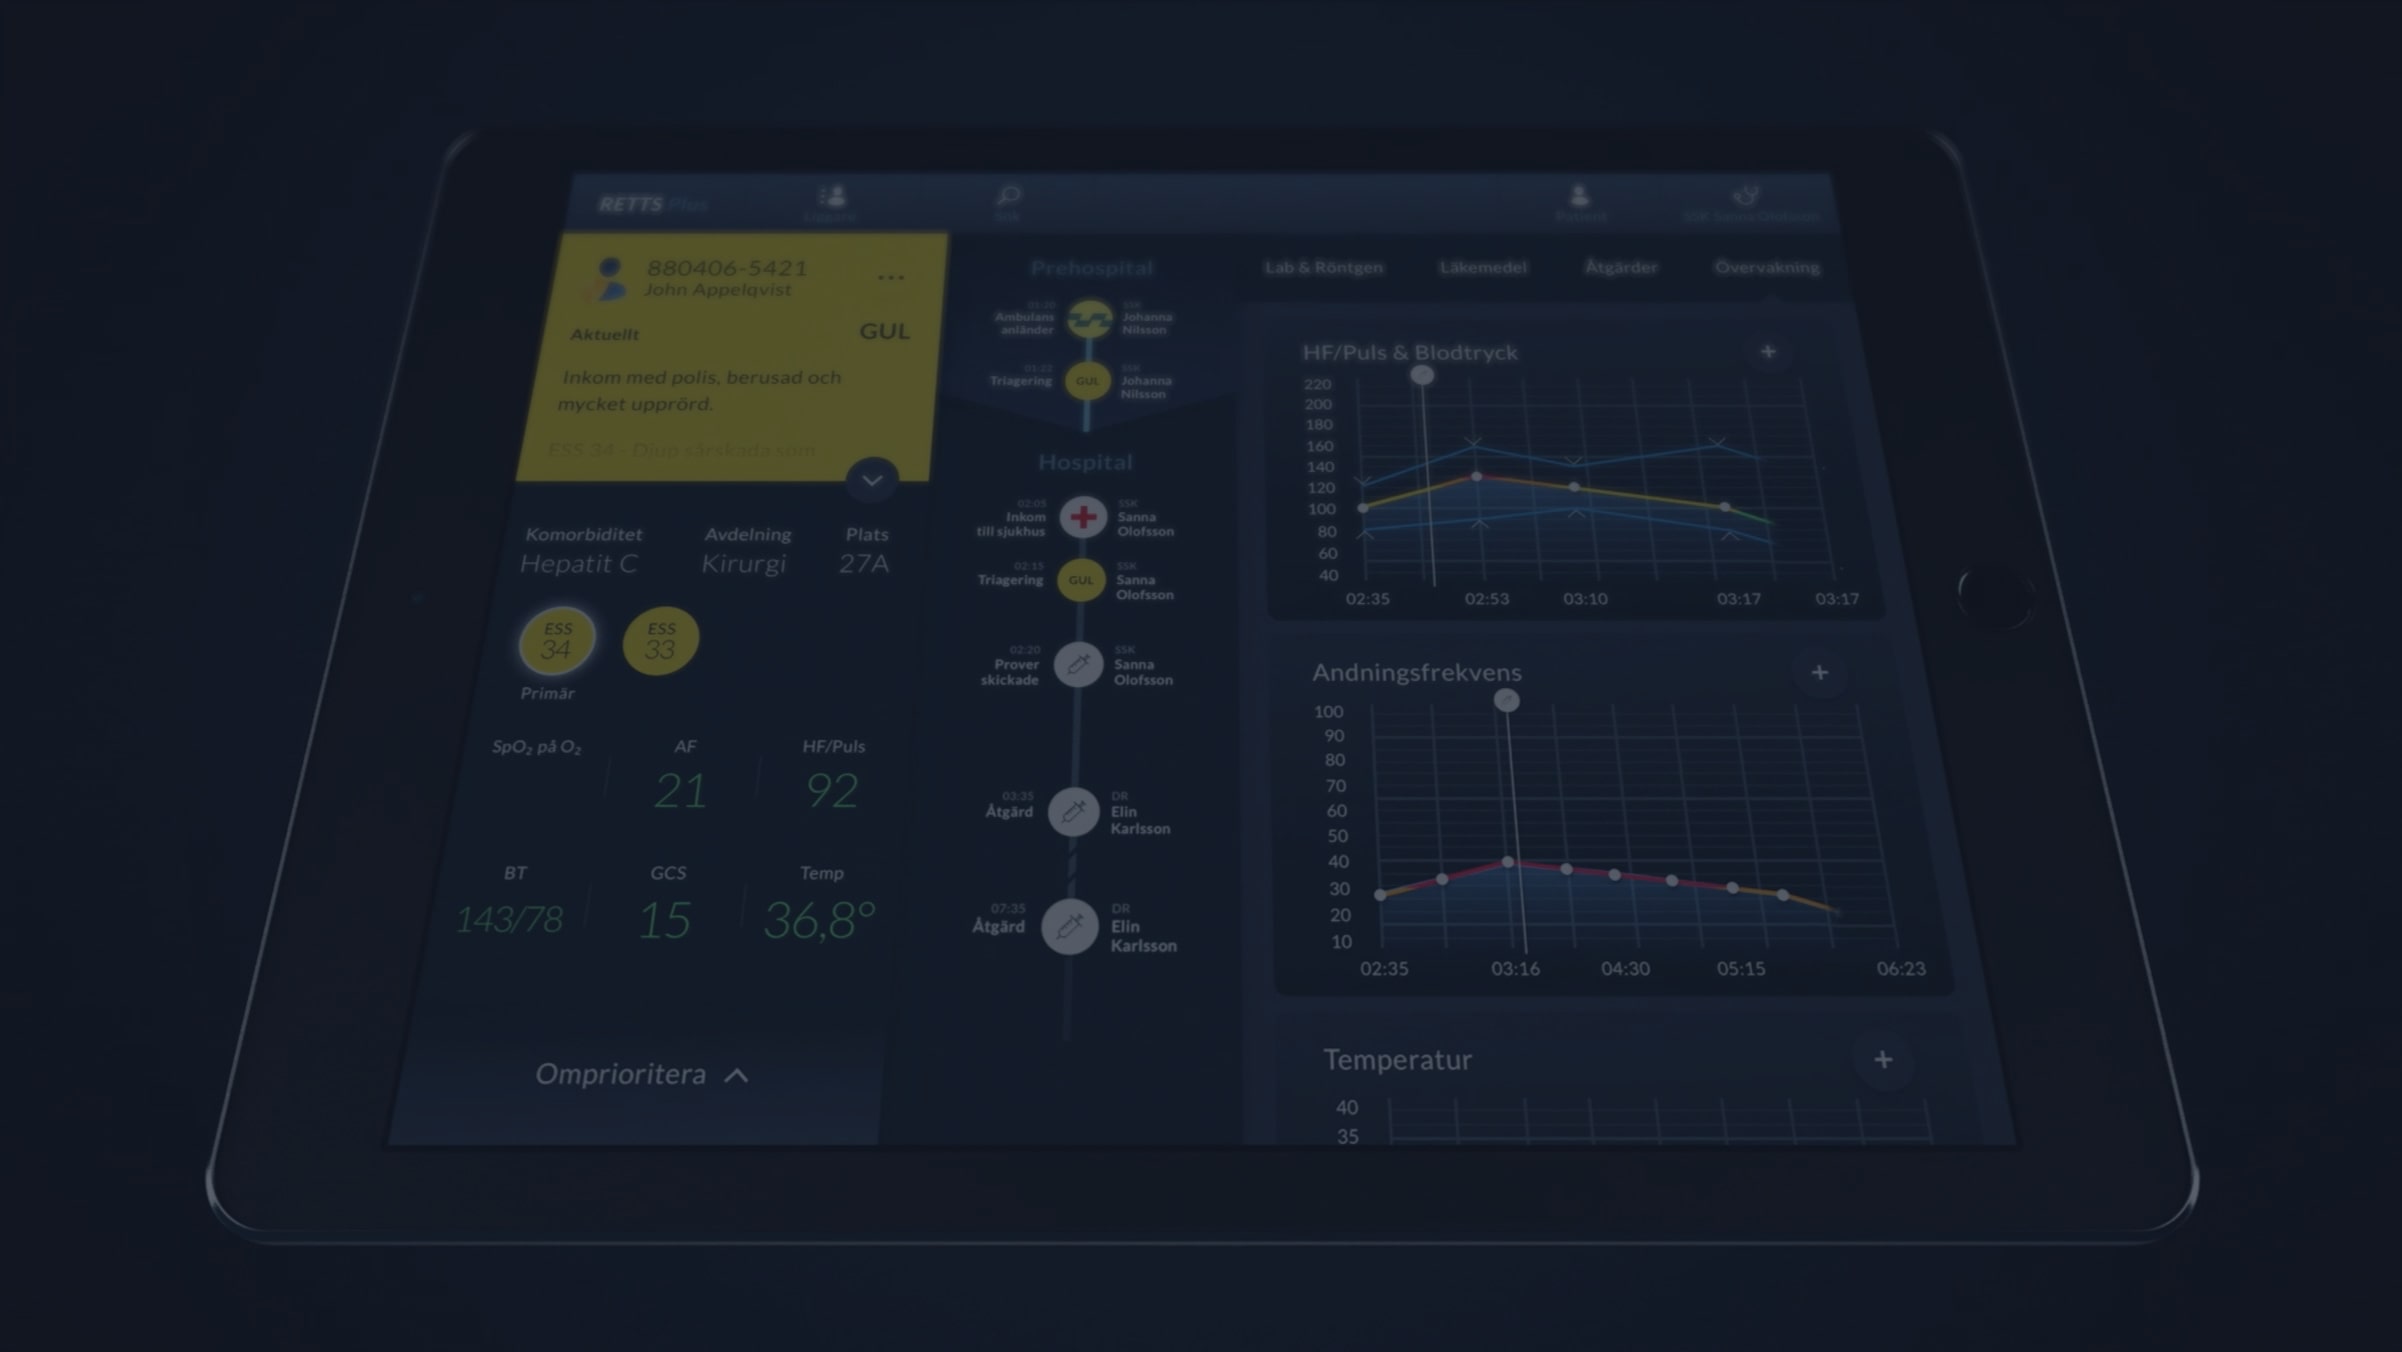 RETTS Plus
Liggare
Sök
Patient
SSK Sanna Olofsson
880406-5421
John Appelqvist
Aktuellt
GUL
Inkom med polis, berusad och
mycket upprörd.
ESS 34 - Djup sårskada som
Komorbiditet
Hepatit C
Avdelning
Kirurgi
Plats
27A
ESS
34
Primär
ESS
33
SpO₂ på O₂
AF
21
HF/Puls
92
BT
143/78
GCS
15
Temp
36,8°
Omprioritera
Prehospital
01:20
Ambulans
anländer
SSK
Johanna
Nilsson
01:22
Triagering
GUL
SSK
Johanna
Nilsson
Hospital
02:05
Inkom
till sjukhus
SSK
Sanna
Olofsson
02:15
Triagering
GUL
SSK
Sanna
Olofsson
02:20
Prover
skickade
SSK
Sanna
Olofsson
03:35
Åtgärd
DR
Elin
Karlsson
07:35
Åtgärd
DR
Elin
Karlsson
Lab & Röntgen
Läkemedel
Åtgärder
Övervakning
HF/Puls & Blodtryck
+
220
200
180
160
140
120
100
80
60
40
02:35 02:53 03:10 03:17 03:17
Andningsfrekvens
+
100
90
80
70
60
50
40
30
20
10
02:35 03:16 04:30 05:15 06:23
Temperatur
+
40
35